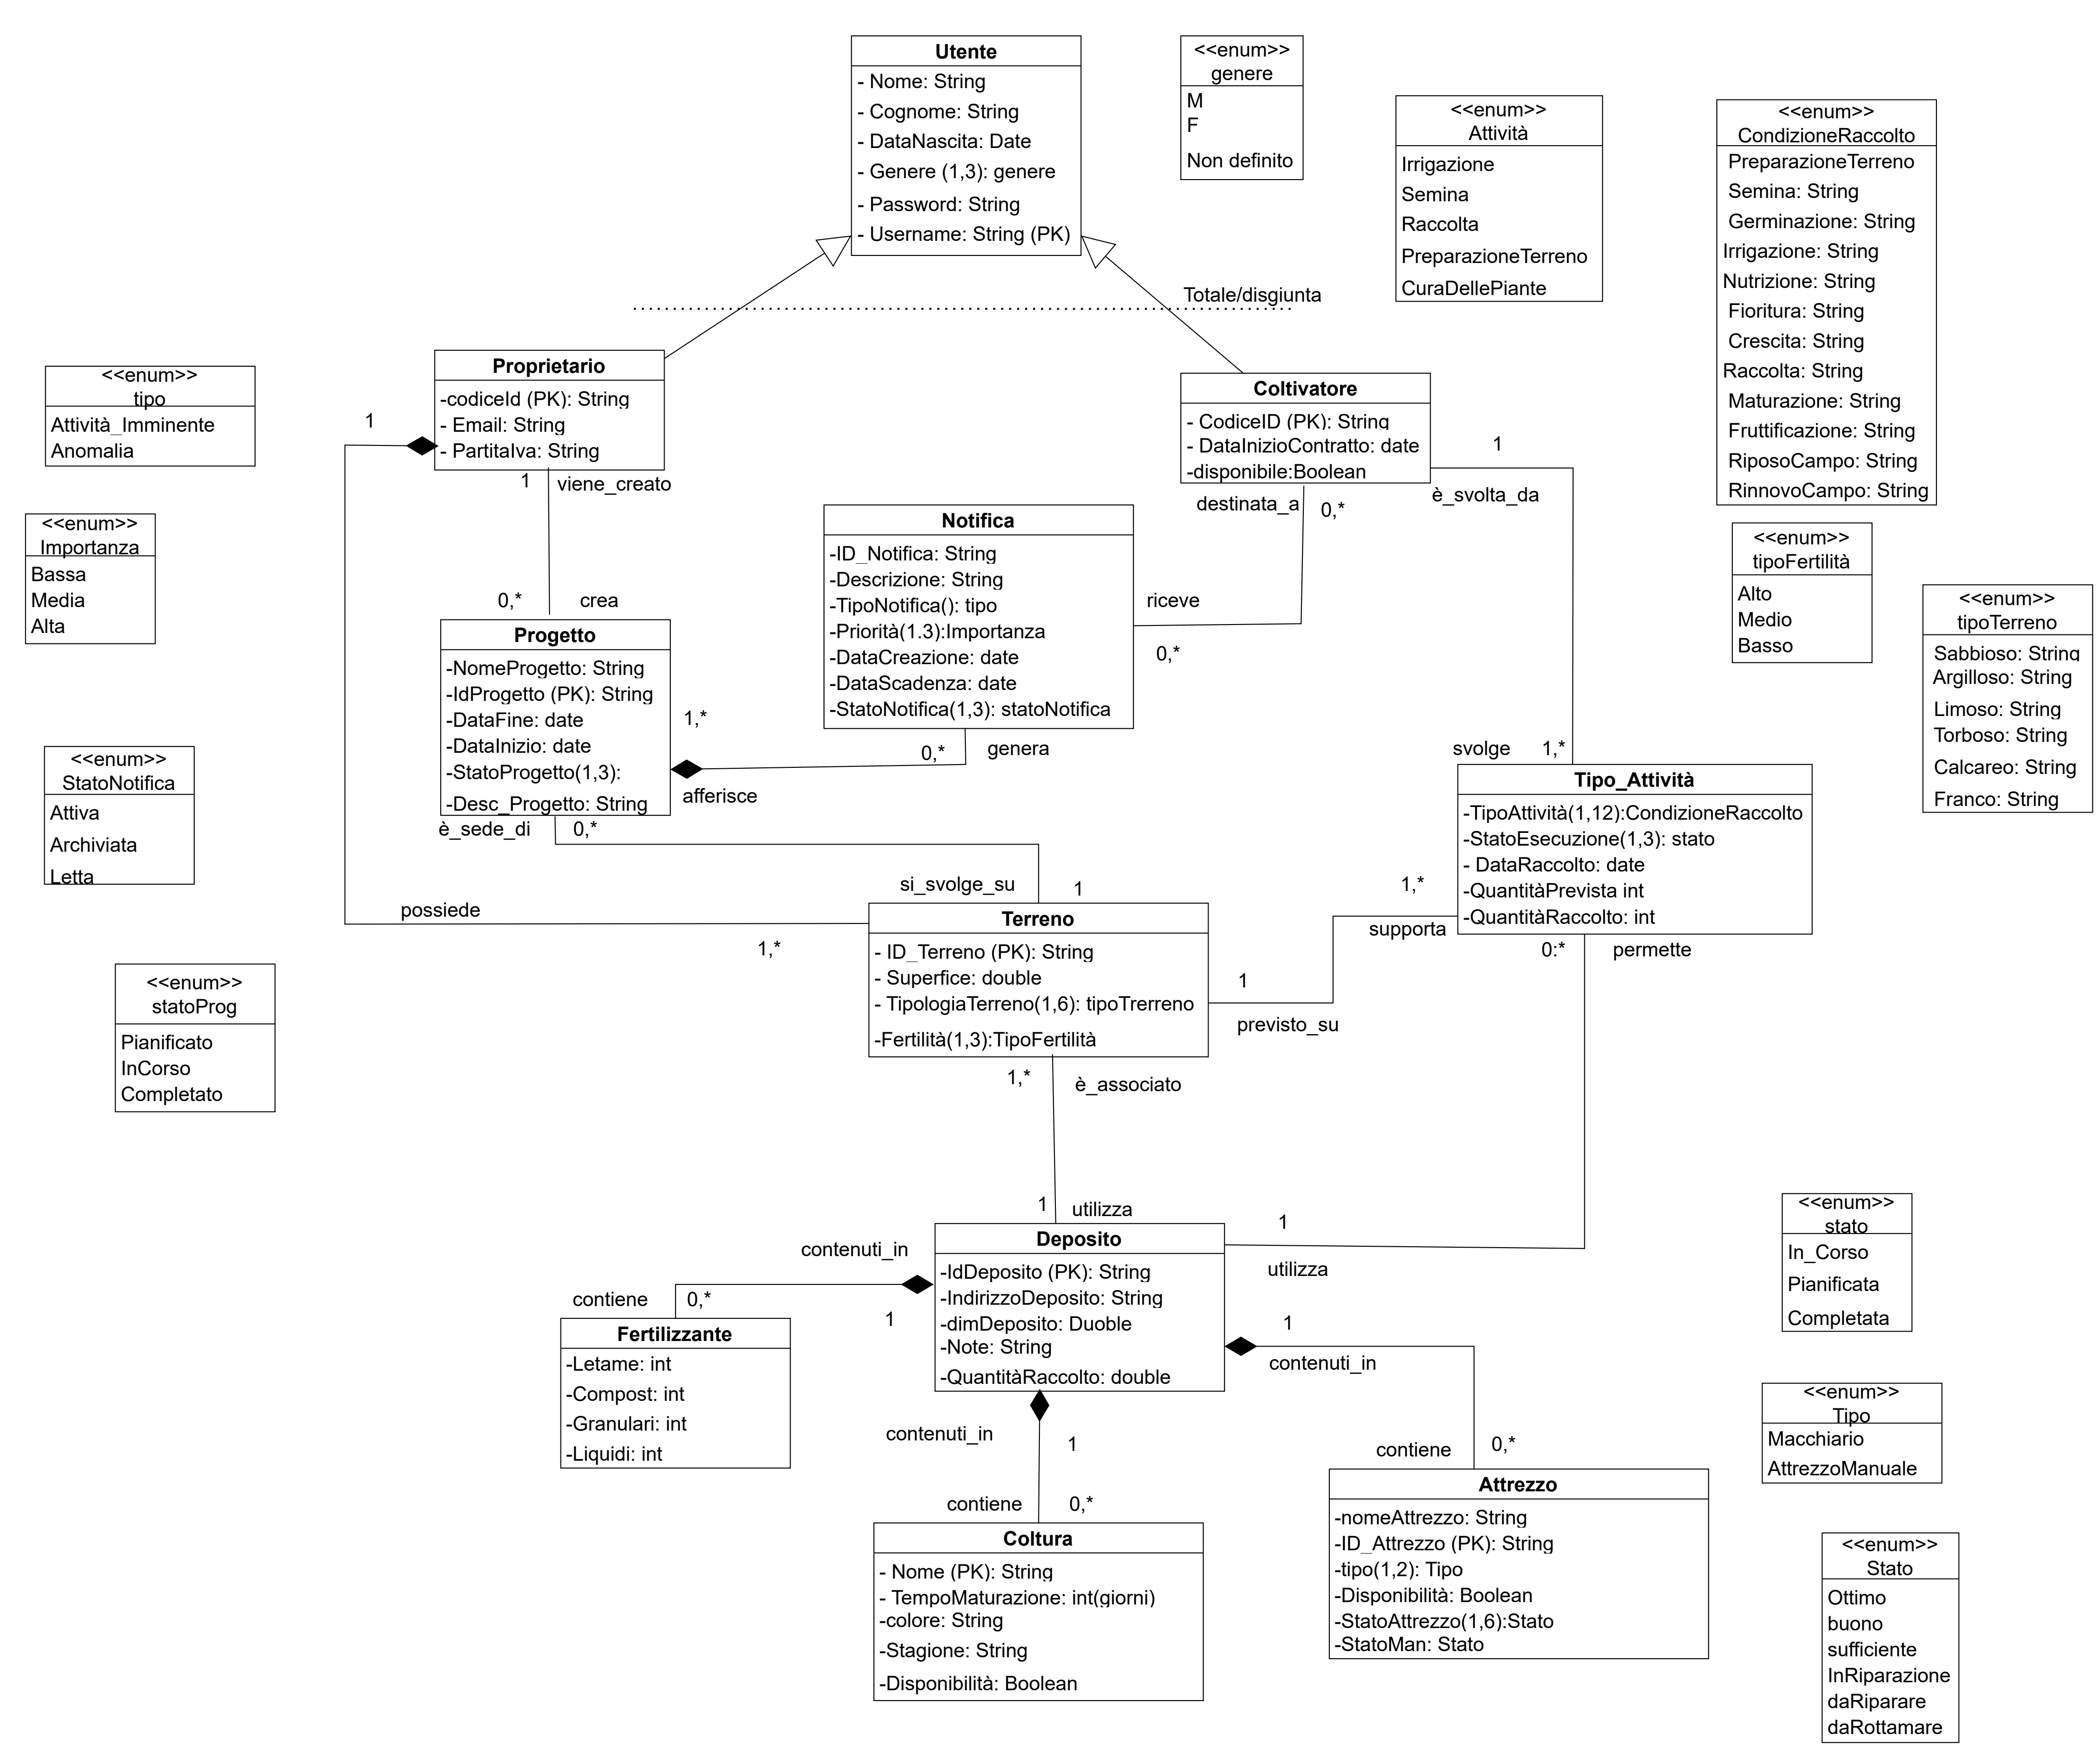 Utente
- Nome: String
- Cognome: String
- DataNascita: Date
- Genere (1,3): genere
- Password: String
- Username: String (PK)
<<enum>>
genere
M
F
Non definito
<<enum>>
Attività
Irrigazione
Semina
Raccolta
PreparazioneTerreno
CuraDellePiante
<<enum>>
CondizioneRaccolto
PreparazioneTerreno
Semina: String
Germinazione: String
Irrigazione: String
Nutrizione: String
Fioritura: String
Crescita: String
Raccolta: String
Maturazione: String
Fruttificazione: String
RiposoCampo: String
RinnovoCampo: String
Totale/disgiunta
<<enum>>
tipo
Attività_Imminente
Anomalia
1
Proprietario
-codiceId (PK): String
- Email: String
- PartitaIva: String
1
viene_creato
Coltivatore
- CodiceID (PK): String
- DataInizioContratto: date
-disponibile:Boolean
1
è_svolta_da
destinata_a
0,*
<<enum>>
Importanza
Bassa
Media
Alta
Notifica
-ID_Notifica: String
-Descrizione: String
-TipoNotifica(): tipo
-Priorità(1.3):Importanza
-DataCreazione: date
-DataScadenza: date
-StatoNotifica(1,3): statoNotifica
riceve
0,*
<<enum>>
tipoFertilità
Alto
Medio
Basso
<<enum>>
tipoTerreno
Sabbioso: String
Argilloso: String
Limoso: String
Torboso: String
Calcareo: String
Franco: String
0,*
crea
Progetto
-NomeProgetto: String
-IdProgetto (PK): String
-DataFine: date
-DataInizio: date
-StatoProgetto(1,3):
-Desc_Progetto: String
1,*
afferisce
0,*
genera
è_sede_di
0,*
<<enum>>
StatoNotifica
Attiva
Archiviata
Letta
svolge
1,*
Tipo_Attività
-TipoAttività(1,12):CondizioneRaccolto
-StatoEsecuzione(1,3): stato
- DataRaccolto: date
-QuantitàPrevista int
-QuantitàRaccolto: int
1,*
supporta
0:*
permette
si_svolge_su
1
possiede
1,*
Terreno
- ID_Terreno (PK): String
- Superfice: double
- TipologiaTerreno(1,6): tipoTrerreno
-Fertilità(1,3):TipoFertilità
1
previsto_su
1,*
è_associato
<<enum>>
statoProg
Pianificato
InCorso
Completato
1
utilizza
Deposito
-IdDeposito (PK): String
-IndirizzoDeposito: String
-dimDeposito: Duoble
-Note: String
-QuantitàRaccolto: double
1
utilizza
<<enum>>
stato
In_Corso
Pianificata
Completata
contenuti_in
1
contiene
0,*
Fertilizzante
-Letame: int
-Compost: int
-Granulari: int
-Liquidi: int
1
contenuti_in
contenuti_in
1
contiene
0,*
contiene
0,*
<<enum>>
Tipo
Macchiario
AttrezzoManuale
Attrezzo
-nomeAttrezzo: String
-ID_Attrezzo (PK): String
-tipo(1,2): Tipo
-Disponibilità: Boolean
-StatoAttrezzo(1,6):Stato
-StatoMan: Stato
Coltura
- Nome (PK): String
- TempoMaturazione: int(giorni)
-colore: String
-Stagione: String
-Disponibilità: Boolean
<<enum>>
Stato
Ottimo
buono
sufficiente
InRiparazione
daRiparare
daRottamare